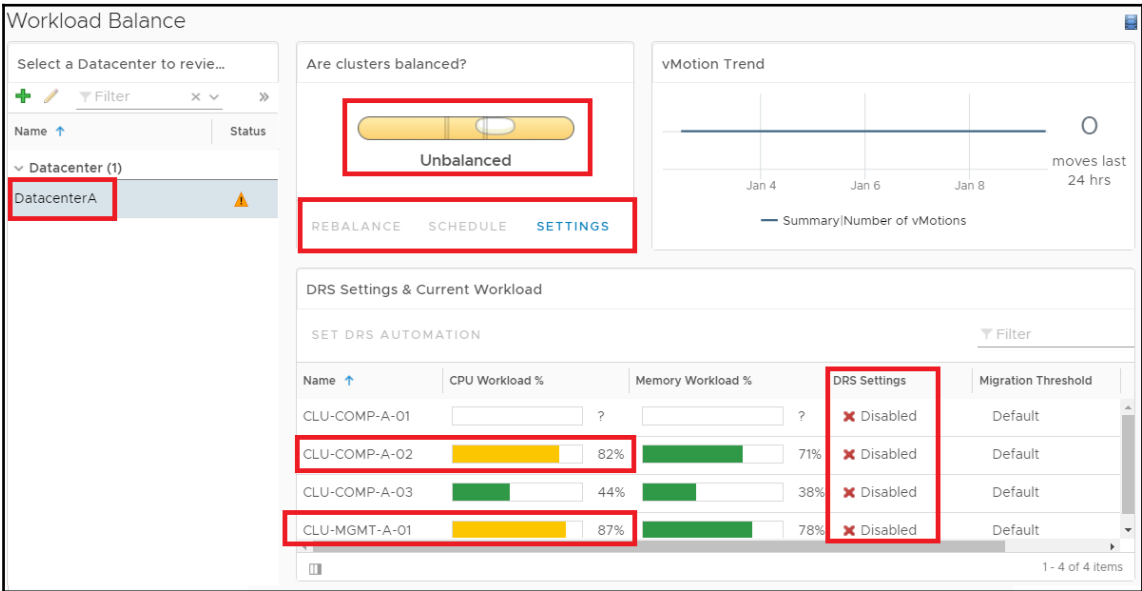 Workload Balance
Select a Datacenter to revie...
Filter
Name Status
Datacenter (1)
DatacenterA
Are clusters balanced?
Unbalanced
REBALANCE SCHEDULE SETTINGS
vMotion Trend
0
moves last
24 hrs
Jan 4 Jan 6 Jan 8
Summary|Number of vMotions
DRS Settings & Current Workload
SET DRS AUTOMATION Filter
Name CPU Workload % Memory Workload % DRS Settings Migration Threshold
CLU-COMP-A-01 ? ? Disabled Default
CLU-COMP-A-02 82% 71% Disabled Default
CLU-COMP-A-03 44% 38% Disabled Default
CLU-MGMT-A-01 87% 78% Disabled Default
1 - 4 of 4 items